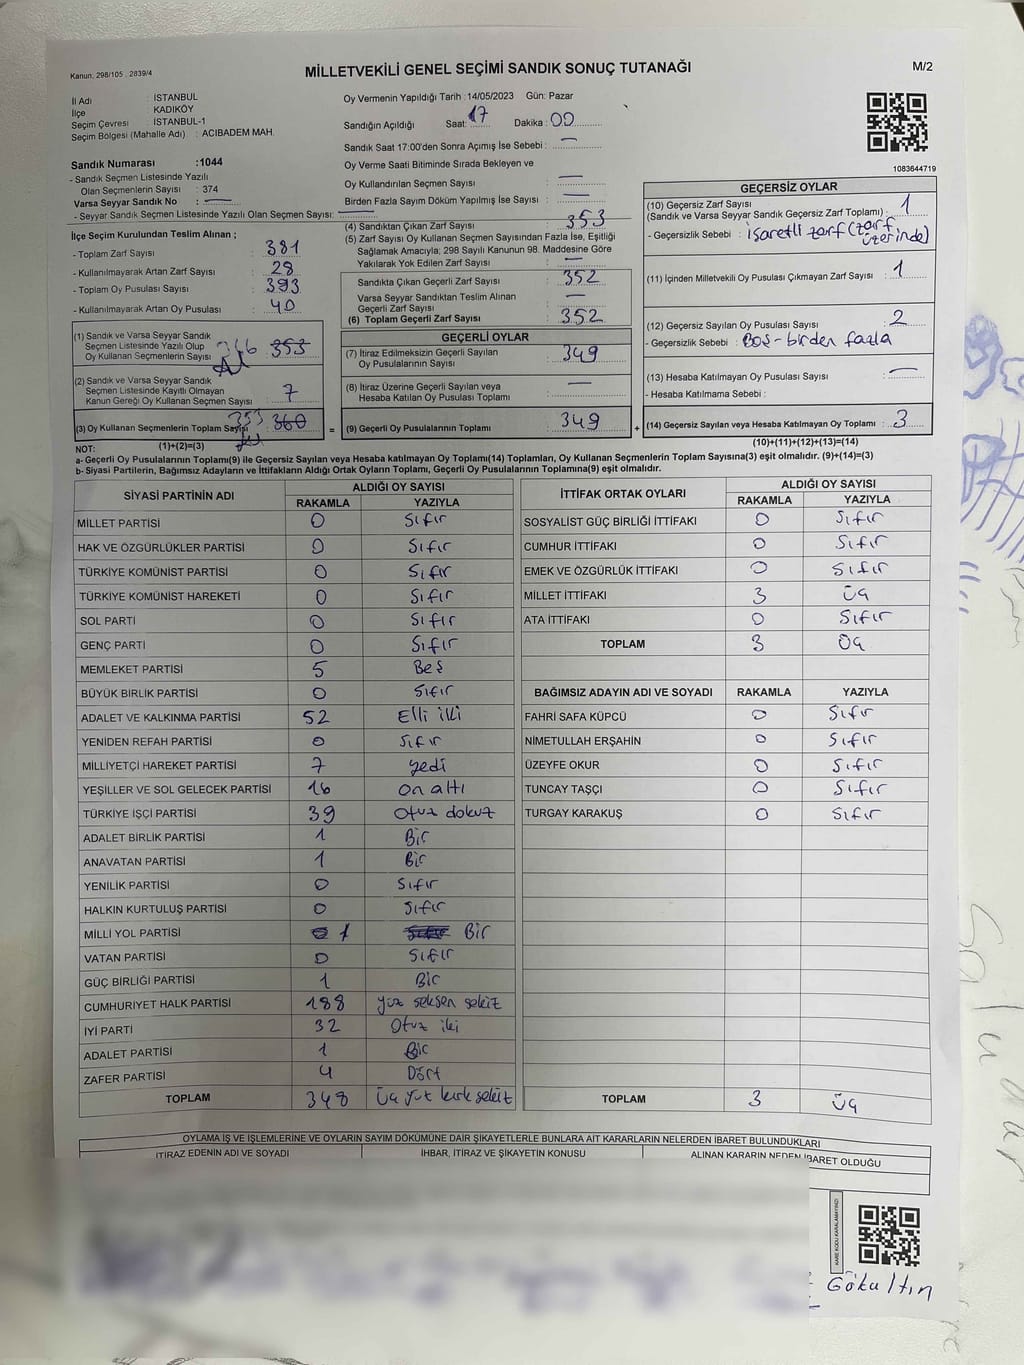 Kanun: 298/105 , 2839/4
MİLLETVEKİLİ GENEL SEÇİMİ SANDIK SONUÇ TUTANAĞI
M/2
İl Adı : İSTANBUL
İlçe : KADIKÖY
Seçim Çevresi : İSTANBUL-1
Seçim Bölgesi (Mahalle Adı) : ACIBADEM MAH.
Sandık Numarası :1044
- Sandık Seçmen Listesinde Yazılı
Olan Seçmenlerin Sayısı : 374
Varsa Seyyar Sandık No : —
- Seyyar Sandık Seçmen Listesinde Yazılı Olan Seçmen Sayısı: —
Oy Vermenin Yapıldığı Tarih :14/05/2023 Gün: Pazar
Sandığın Açıldığı Saat: 17 Dakika : 00
Sandık Saat 17:00'den Sonra Açımış İse Sebebi : —
Oy Verme Saati Bitiminde Sırada Bekleyen ve
Oy Kullandırılan Seçmen Sayısı : —
Birden Fazla Sayım Döküm Yapılmış İse Sayısı : —
1083644719
İlçe Seçim Kurulundan Teslim Alınan ;
- Toplam Zarf Sayısı : 381
- Kullanılmayarak Artan Zarf Sayısı : 28
- Toplam Oy Pusulası Sayısı : 393
- Kullanılmayarak Artan Oy Pusulası : 40
(1) Sandık ve Varsa Seyyar Sandık
Seçmen Listesinde Yazılı Olup
Oy Kullanan Seçmenlerin Sayısı : 346 353
(2) Sandık ve Varsa Seyyar Sandık
Seçmen Listesinde Kayıtlı Olmayan
Kanun Gereği Oy Kullanan Seçmen Sayısı : 7
(3) Oy Kullanan Seçmenlerin Toplam Sayısı : 353 360
=
(4) Sandıktan Çıkan Zarf Sayısı : 353
(5) Zarf Sayısı Oy Kullanan Seçmen Sayısından Fazla İse, Eşitliği
Sağlamak Amacıyla; 298 Sayılı Kanunun 98. Maddesine Göre
Yakılarak Yok Edilen Zarf Sayısı : —
Sandıkta Çıkan Geçerli Zarf Sayısı : 352
Varsa Seyyar Sandıktan Teslim Alınan
Geçerli Zarf Sayısı : —
(6) Toplam Geçerli Zarf Sayısı : 352
GEÇERLİ OYLAR
(7) İtiraz Edilmeksizin Geçerli Sayılan
Oy Pusulasının Sayısı : 349
(8) İtiraz Üzerine Geçerli Sayılan veya
Hesaba Katılan Oy Pusulası Toplamı : —
(9) Geçerli Oy Pusulalarının Toplamı : 349
+
GEÇERSİZ OYLAR
(10) Geçersiz Zarf Sayısı
(Sandık ve Varsa Seyyar Sandık Geçersiz Zarf Toplamı) : 1
- Geçersizlik Sebebi : işaretli zarf (zarf
üzerinde)
(11) İçinden Milletvekili Oy Pusulası Çıkmayan Zarf Sayısı : 1
(12) Geçersiz Sayılan Oy Pusulası Sayısı : 2
- Geçersizlik Sebebi : Boş-birden fazla
(13) Hesaba Katılmayan Oy Pusulası Sayısı : —
- Hesaba Katılmama Sebebi :
(14) Geçersiz Sayılan veya Hesaba Katılmayan Oy Toplamı : 3
NOT: (1)+(2)=(3)
(10)+(11)+(12)+(13)=(14)
a- Geçerli Oy Pusulalarının Toplamı(9) ile Geçersiz Sayılan veya Hesaba katılmayan Oy Toplamı(14) Toplamları, Oy Kullanan Seçmenlerin Toplam Sayısına(3) eşit olmalıdır. (9)+(14)=(3)
b- Siyasi Partilerin, Bağımsız Adayların ve İttifakların Aldığı Ortak Oyların Toplamı, Geçerli Oy Pusulalarının Toplamına(9) eşit olmalıdır.
SİYASİ PARTİNİN ADI ALDIĞI OY SAYISI
RAKAMLA YAZIYLA
MİLLET PARTİSİ 0 Sıfır
HAK VE ÖZGÜRLÜKLER PARTİSİ 0 Sıfır
TÜRKİYE KOMÜNİST PARTİSİ 0 Sıfır
TÜRKİYE KOMÜNİST HAREKETİ 0 Sıfır
SOL PARTİ 0 Sıfır
GENÇ PARTİ 0 Sıfır
MEMLEKET PARTİSİ 5 Beş
BÜYÜK BİRLİK PARTİSİ 0 Sıfır
ADALET VE KALKINMA PARTİSİ 52 Elli iki
YENİDEN REFAH PARTİSİ 0 Sıfır
MİLLİYETÇİ HAREKET PARTİSİ 7 Yedi
YEŞİLLER VE SOL GELECEK PARTİSİ 16 on altı
TÜRKİYE İŞÇİ PARTİSİ 39 Otuz dokuz
ADALET BİRLİK PARTİSİ 1 Bir
ANAVATAN PARTİSİ 1 Bir
YENİLİK PARTİSİ 0 Sıfır
HALKIN KURTULUŞ PARTİSİ 0 Sıfır
MİLLİ YOL PARTİSİ 0 1 Sıfır Bir
VATAN PARTİSİ 0 Sıfır
GÜÇ BİRLİĞİ PARTİSİ 1 Bir
CUMHURİYET HALK PARTİSİ 188 yüz seksen sekiz
İYİ PARTİ 32 Otuz iki
ADALET PARTİSİ 1 Bir
ZAFER PARTİSİ 4 Dört
TOPLAM 348 Üç yüz kırk sekiz
İTTİFAK ORTAK OYLARI ALDIĞI OY SAYISI
RAKAMLA YAZIYLA
SOSYALİST GÜÇ BİRLİĞİ İTTİFAKI 0 Sıfır
CUMHUR İTTİFAKI 0 Sıfır
EMEK VE ÖZGÜRLÜK İTTİFAKI 0 Sıfır
MİLLET İTTİFAKI 3 Üç
ATA İTTİFAKI 0 Sıfır
TOPLAM 3 Üç
BAĞIMSIZ ADAYIN ADI VE SOYADI RAKAMLA YAZIYLA
FAHRİ SAFA KÜPCÜ 0 Sıfır
NİMETULLAH ERŞAHİN 0 Sıfır
ÜZEYFE OKUR 0 Sıfır
TUNCAY TAŞÇI 0 Sıfır
TURGAY KARAKUŞ 0 Sıfır
TOPLAM 3 Üç
OYLAMA İŞ VE İŞLEMLERİNE VE OYLARIN SAYIM DÖKÜMÜNE DAİR ŞİKAYETLERLE BUNLARA AİT KARARLARIN NELERDEN İBARET BULUNDUKLARI
İTİRAZ EDENİN ADI VE SOYADI İHBAR, İTİRAZ VE ŞİKAYETİN KONUSU ALINAN KARARIN NEDEN İBARET OLDUĞU
KARE KODU KARALAMAYINIZ!
Gökaltın